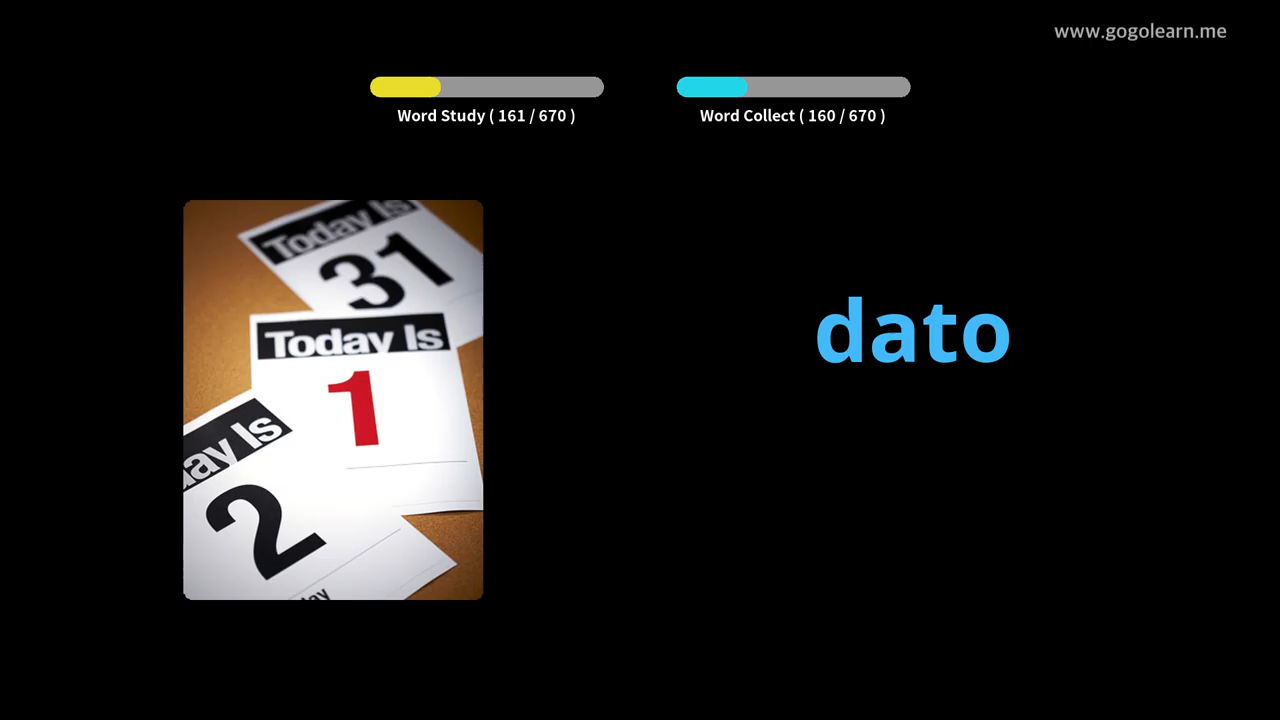 www.gogolearn.me
Word Study ( 161 / 670 )
Word Collect ( 160 / 670 )
Today Is
31
Today Is
1
dato
ay Is
2
ay